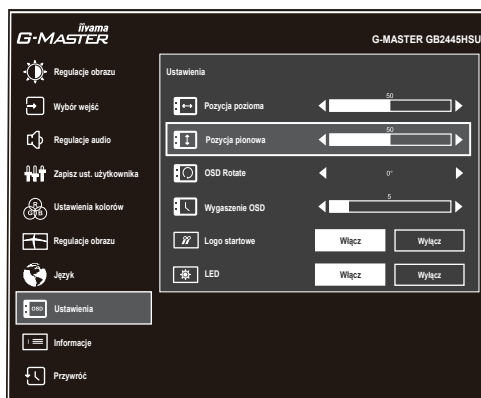 iiyama
G-MASTER
G-MASTER GB2445HSU
Regulacje obrazu
Wybór wejść
Regulacje audio
Zapisz ust. użytkownika
R
G B
Ustawienia kolorów
Regulacje obrazu
Język
OSD
Ustawienia
i
Informacje
Przywróć
Ustawienia
Pozycja pozioma
50
Pozycja pionowa
50
OSD Rotate
0°
Wygaszenie OSD
5
Logo startowe
Włącz
Wyłącz
LED
Włącz
Wyłącz